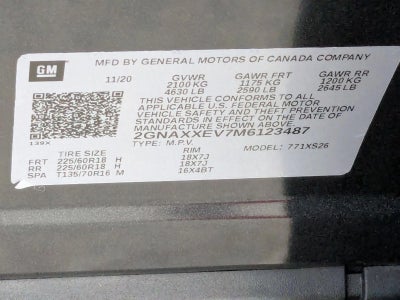 GM
MFD BY GENERAL MOTORS OF CANADA COMPANY
11/20 GVWR GAWR FRT GAWR RR
2100 KG 1175 KG 1200 KG
4630 LB 2590 LB 2645 LB
THIS VEHICLE CONFORMS TO ALL
APPLICABLE U.S. FEDERAL MOTOR
VEHICLE SAFETY AND THEFT PREVENTION
STANDARDS IN EFFECT ON THE DATE OF
MANUFACTURE SHOWN ABOVE.
139X
2GNAXXEV7M6123487
TYPE: M.P.V. MODEL: 771XS26
TIRE SIZE RIM
FRT 225/60R18 H 18X7J
RR 225/60R18 H 18X7J
SPA T135/70R16 M 16X4BT